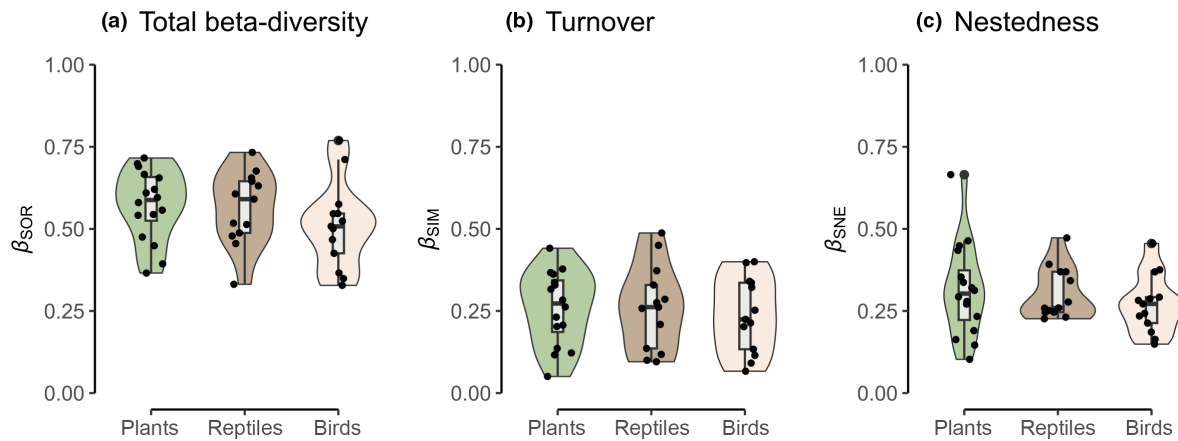 (a) Total beta-diversity
1.00
0.75
0.50
0.25
0.00
βSOR
Plants Reptiles Birds
(b) Turnover
1.00
0.75
0.50
0.25
0.00
βSIM
Plants Reptiles Birds
(c) Nestedness
1.00
0.75
0.50
0.25
0.00
βSNE
Plants Reptiles Birds